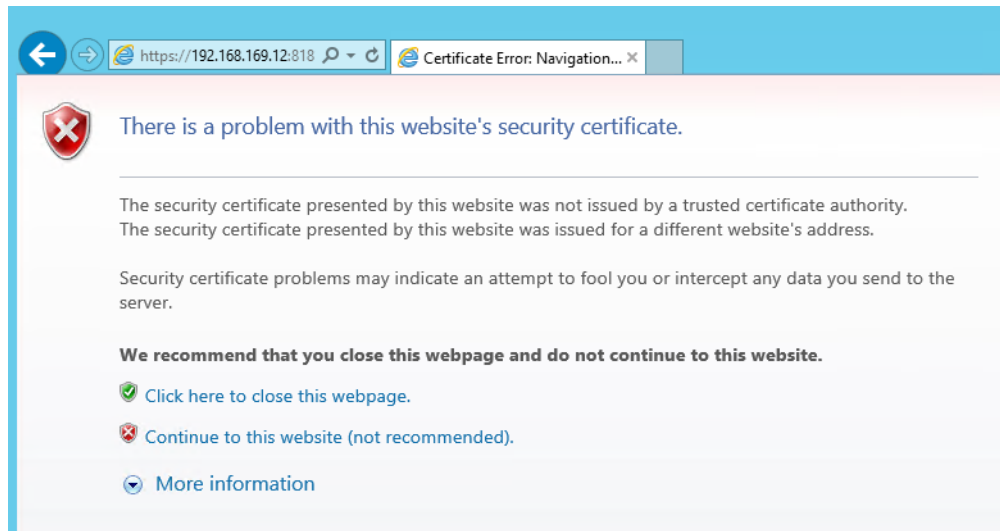 https://192.168.169.12:818
Certificate Error: Navigation...
There is a problem with this website's security certificate.
The security certificate presented by this website was not issued by a trusted certificate authority.
The security certificate presented by this website was issued for a different website's address.
Security certificate problems may indicate an attempt to fool you or intercept any data you send to the
server.
We recommend that you close this webpage and do not continue to this website.
Click here to close this webpage.
Continue to this website (not recommended).
More information